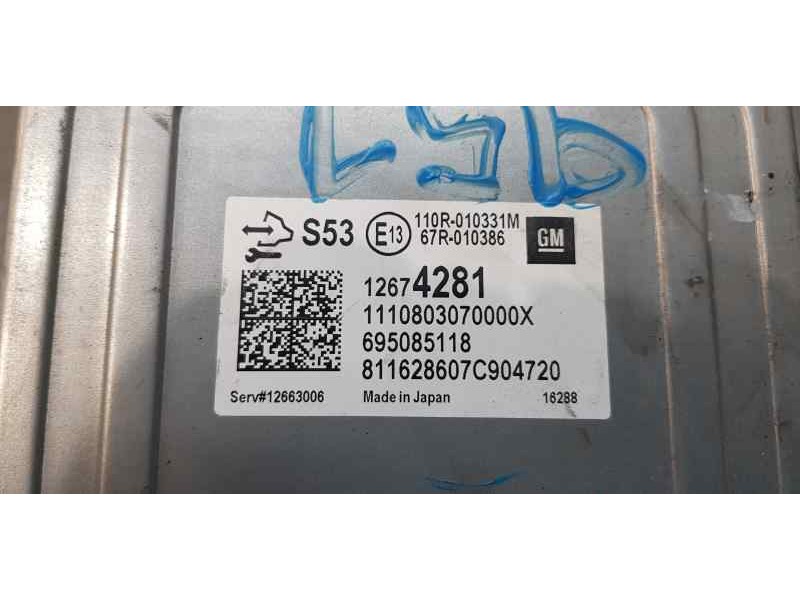 S53
E13
110R-010331M
67R-010386
GM
12674281
1110803070000X
695085118
811628607C904720
Serv#12663006
Made in Japan
16288